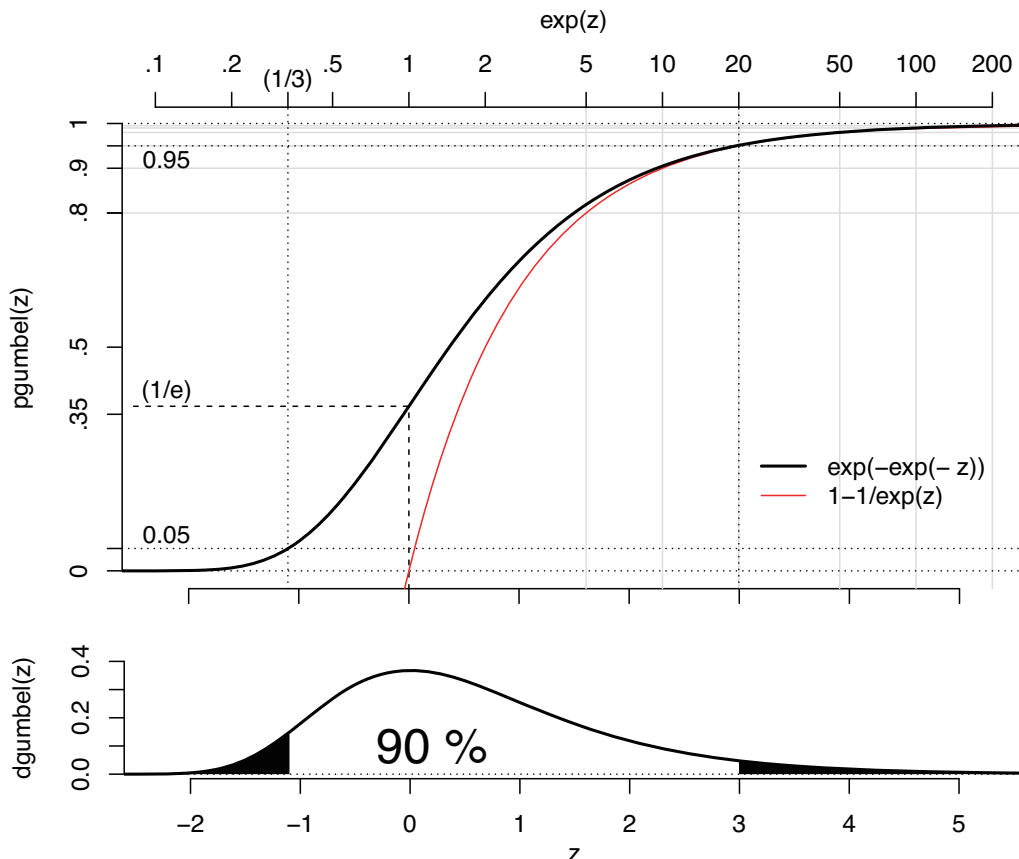 exp(z)
.1 .2 (1/3) .5 1 2 5 10 20 50 100 200
pgumbel(z)
1
0.95
.9
.8
.5
(1/e)
.35
exp(−exp(− z))
1−1/exp(z)
0.05
0
dgumbel(z)
0.4
0.2
90 %
0.0
−2 −1 0 1 2 3 4 5
z